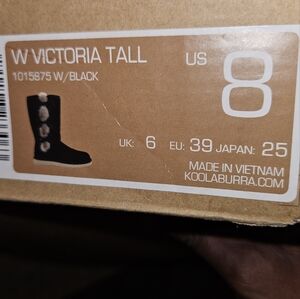 W VICTORIA TALL
1015875 W/BLACK
US 8
UK: 6 EU: 39 JAPAN: 25
MADE IN VIETNAM
KOOLABURRA.COM